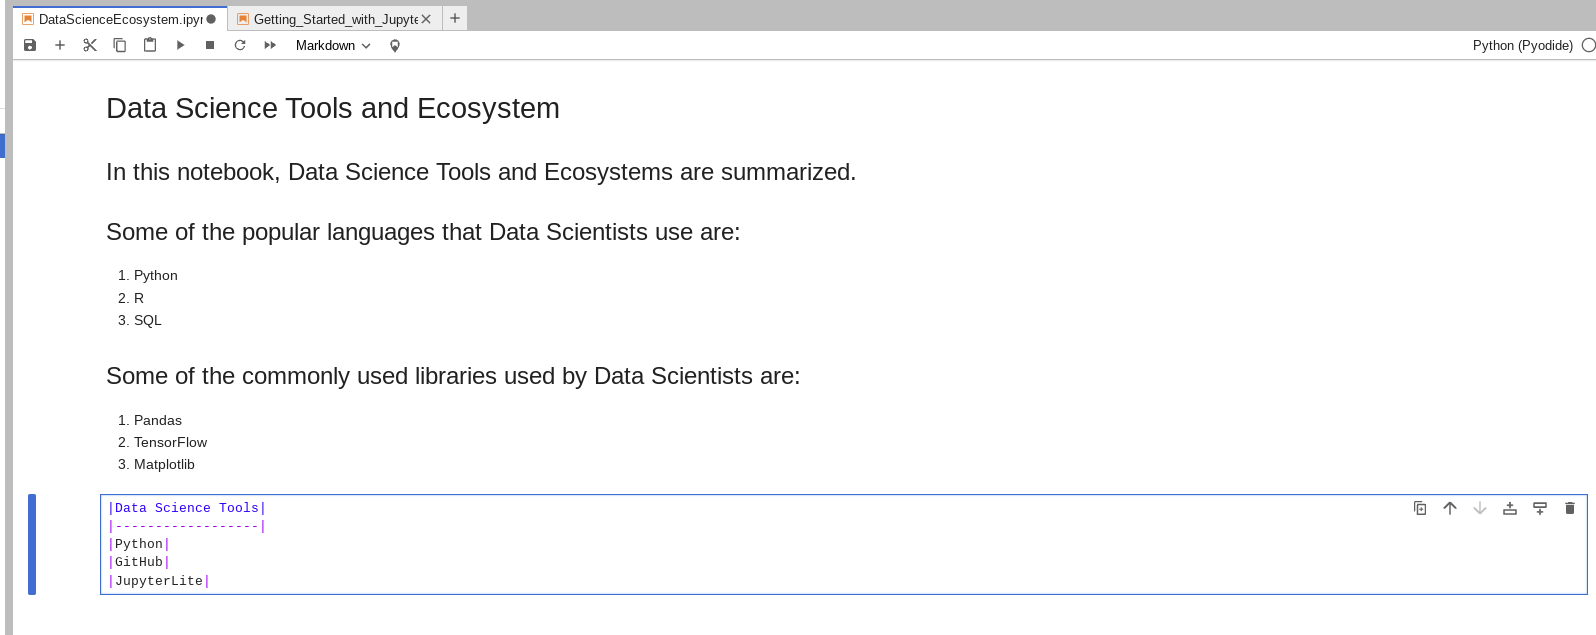 DataScienceEcosystem.ipyn
Getting_Started_with_Jupyte
Markdown
Python (Pyodide)
Data Science Tools and Ecosystem
In this notebook, Data Science Tools and Ecosystems are summarized.
Some of the popular languages that Data Scientists use are:
1. Python
2. R
3. SQL
Some of the commonly used libraries used by Data Scientists are:
1. Pandas
2. TensorFlow
3. Matplotlib
|Data Science Tools|
|------------------|
|Python|
|GitHub|
|JupyterLite|